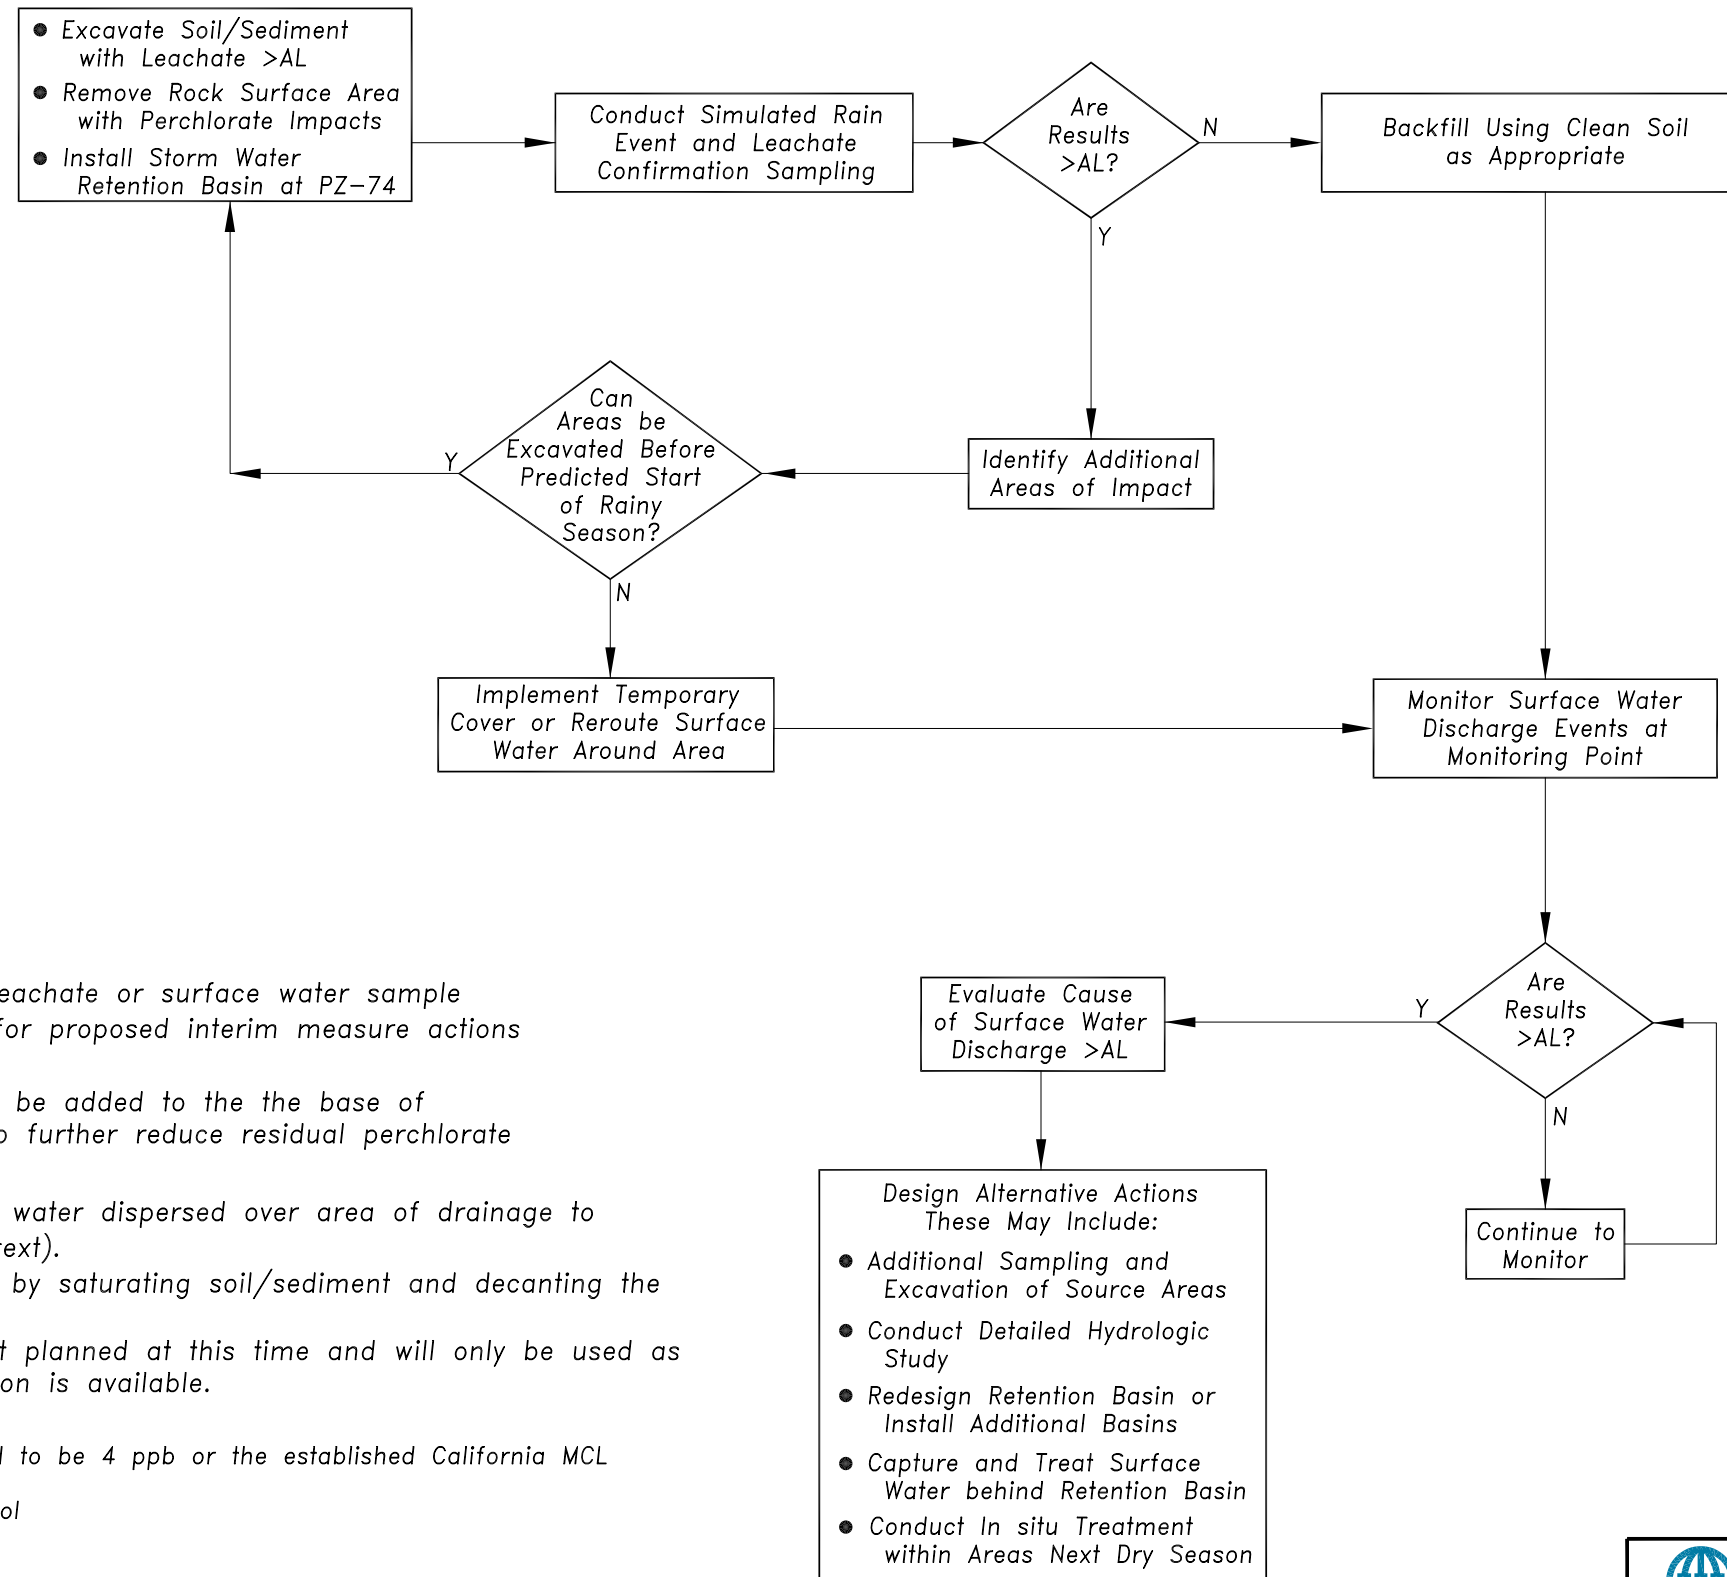 ● Excavate Soil/Sediment
with Leachate >AL
● Remove Rock Surface Area
with Perchlorate Impacts
● Install Storm Water
Retention Basin at PZ-74
Conduct Simulated Rain
Event and Leachate
Confirmation Sampling
Are
Results
>AL?
N
Y
Backfill Using Clean Soil
as Appropriate
Identify Additional
Areas of Impact
Can
Areas be
Excavated Before
Predicted Start
of Rainy
Season?
Y
N
Implement Temporary
Cover or Reroute Surface
Water Around Area
Monitor Surface Water
Discharge Events at
Monitoring Point
Are
Results
>AL?
Y
N
Continue to
Monitor
Evaluate Cause
of Surface Water
Discharge >AL
Design Alternative Actions
These May Include:
● Additional Sampling and
Excavation of Source Areas
● Conduct Detailed Hydrologic
Study
● Redesign Retention Basin or
Install Additional Basins
● Capture and Treat Surface
Water behind Retention Basin
● Conduct In situ Treatment
within Areas Next Dry Season
or surface water sample
for proposed interim measure actions
be added to the the base of
further reduce residual perchlorate
water dispersed over area of drainage to
by saturating soil/sediment and decanting the
planned at this time and will only be used as
is available.
to be 4 ppb or the established California MCL